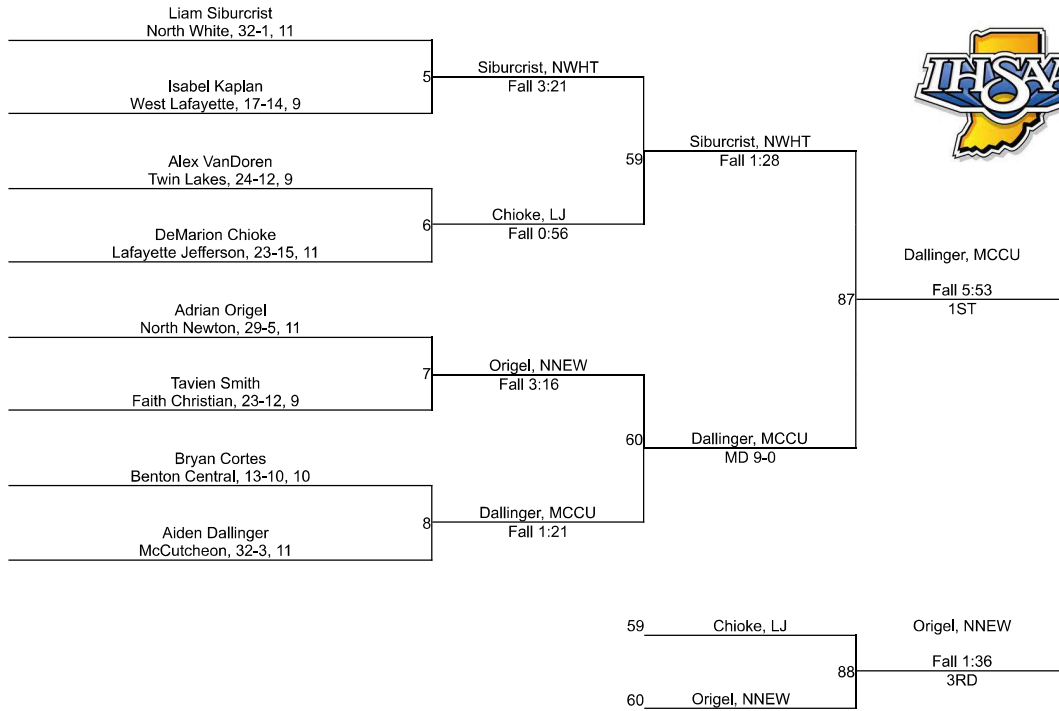 Liam Siburcrist
North White, 32-1, 11
5
Siburcrist, NWHT
Fall 3:21
Isabel Kaplan
West Lafayette, 17-14, 9
IHSAA
59
Siburcrist, NWHT
Fall 1:28
Alex VanDoren
Twin Lakes, 24-12, 9
6
Chioke, LJ
Fall 0:56
DeMarion Chioke
Lafayette Jefferson, 23-15, 11
87
Dallinger, MCCU
Fall 5:53
1ST
Adrian Origel
North Newton, 29-5, 11
7
Origel, NNEW
Fall 3:16
Tavien Smith
Faith Christian, 23-12, 9
60
Dallinger, MCCU
MD 9-0
Bryan Cortes
Benton Central, 13-10, 10
8
Dallinger, MCCU
Fall 1:21
Aiden Dallinger
McCutcheon, 32-3, 11
59
Chioke, LJ
88
Origel, NNEW
Fall 1:36
3RD
60
Origel, NNEW